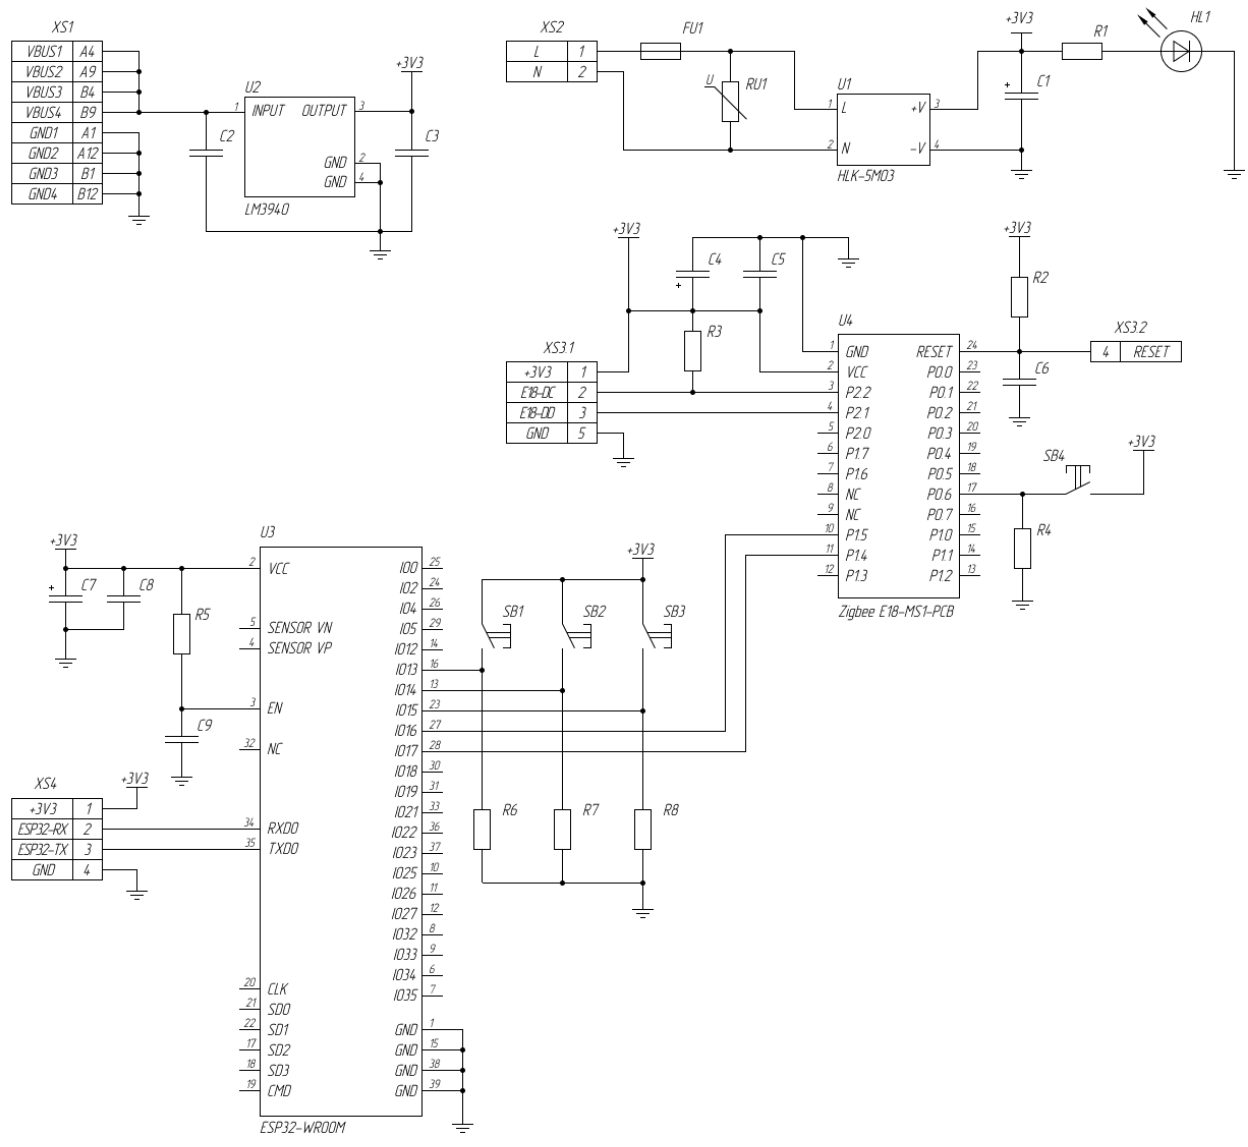 XS1
VBUS1 A4
VBUS2 A9
VBUS3 B4
VBUS4 B9
GND1 A1
GND2 A12
GND3 B1
GND4 B12
+3V3
U2
1 INPUT OUTPUT 3
GND 2
GND 4
LM3940
C2
C3
XS2
L 1
N 2
FU1
U
RU1
U1
1 L +V 3
2 N -V 4
HLK-5M03
+3V3
+
C1
R1
HL1
+3V3
C4
+
C5
R3
XS3.1
+3V3 1
E18-DC 2
E18-DD 3
GND 5
U4
1 GND RESET 24
2 VCC P0.0 23
3 P2.2 P0.1 22
4 P2.1 P0.2 21
5 P2.0 P0.3 20
6 P1.7 P0.4 19
7 P1.6 P0.5 18
8 NC P0.6 17
9 NC P0.7 16
10 P1.5 P1.0 15
11 P1.4 P1.1 14
12 P1.3 P1.2 13
Zigbee E18-MS1-PCB
+3V3
R2
XS3.2
4 RESET
C6
SB4
+3V3
R4
+3V3
+
C7
C8
R5
C9
U3
2 VCC
5 SENSOR VN
4 SENSOR VP
3 EN
32 NC
34 RXD0
35 TXD0
20 CLK
21 SD0
22 SD1
17 SD2
18 SD3
19 CMD
IO0 25
IO2 24
IO4 26
IO5 29
IO12 14
IO13 16
IO14 13
IO15 23
IO16 27
IO17 28
IO18 30
IO19 31
IO21 33
IO22 36
IO23 37
IO25 10
IO26 11
IO27 12
IO32 8
IO33 9
IO34 6
IO35 7
GND 1
GND 15
GND 38
GND 39
ESP32-WROOM
+3V3
SB1
SB2
SB3
R6
R7
R8
XS4
+3V3
+3V3 1
ESP32-RX 2
ESP32-TX 3
GND 4